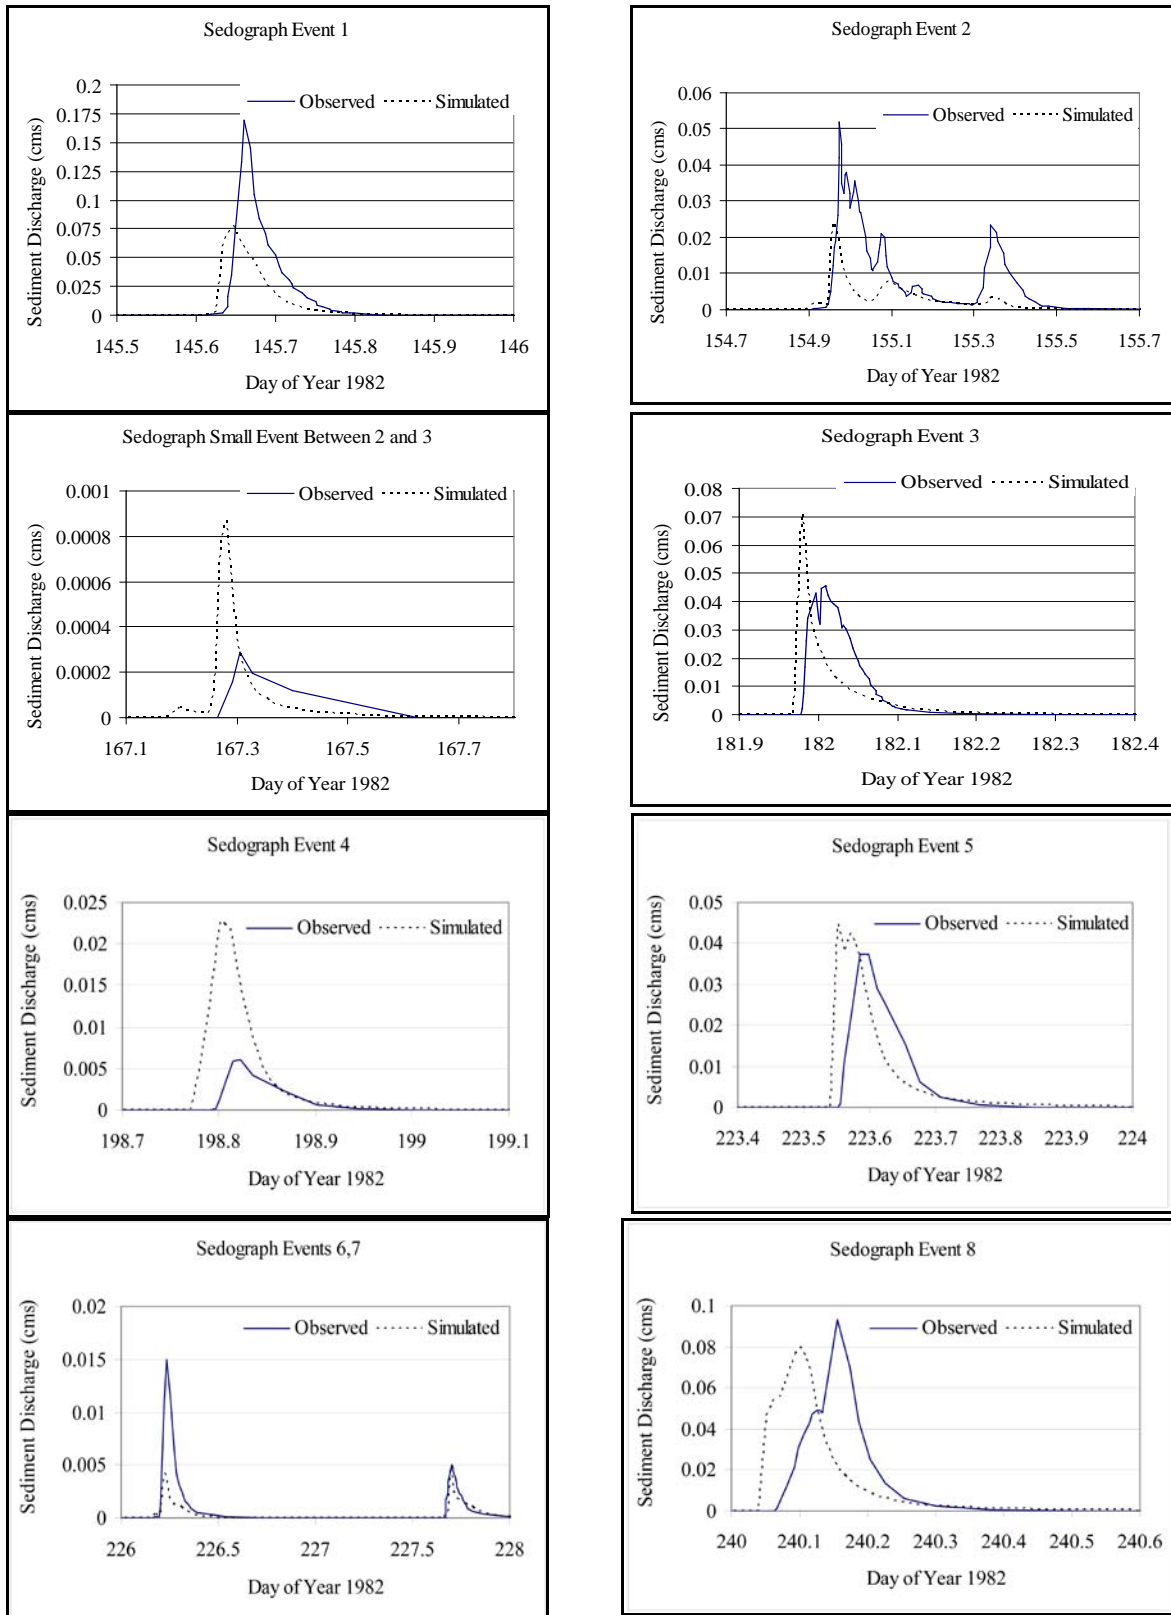 Sedograph Event 1
Observed Simulated
Sediment Discharge (cms)
0.2
0.175
0.15
0.125
0.1
0.075
0.05
0.025
0
145.5 145.6 145.7 145.8 145.9 146
Day of Year 1982
Sedograph Event 2
Observed Simulated
Sediment Discharge (cms)
0.06
0.05
0.04
0.03
0.02
0.01
0
154.7 154.9 155.1 155.3 155.5 155.7
Day of Year 1982
Sedograph Small Event Between 2 and 3
Observed Simulated
Sediment Discharge (cms)
0.001
0.0008
0.0006
0.0004
0.0002
0
167.1 167.3 167.5 167.7
Day of Year 1982
Sedograph Event 3
Observed Simulated
Sediment Discharge (cms)
0.08
0.07
0.06
0.05
0.04
0.03
0.02
0.01
0
181.9 182 182.1 182.2 182.3 182.4
Day of Year 1982
Sedograph Event 4
Observed Simulated
Sediment Discharge (cms)
0.025
0.02
0.015
0.01
0.005
0
198.7 198.8 198.9 199 199.1
Day of Year 1982
Sedograph Event 5
Observed Simulated
Sediment Discharge (cms)
0.05
0.04
0.03
0.02
0.01
0
223.4 223.5 223.6 223.7 223.8 223.9 224
Day of Year 1982
Sedograph Events 6,7
Observed Simulated
Sediment Discharge (cms)
0.02
0.015
0.01
0.005
0
226 226.5 227 227.5 228
Day of Year 1982
Sedograph Event 8
Observed Simulated
Sediment Discharge (cms)
0.1
0.08
0.06
0.04
0.02
0
240 240.1 240.2 240.3 240.4 240.5 240.6
Day of Year 1982